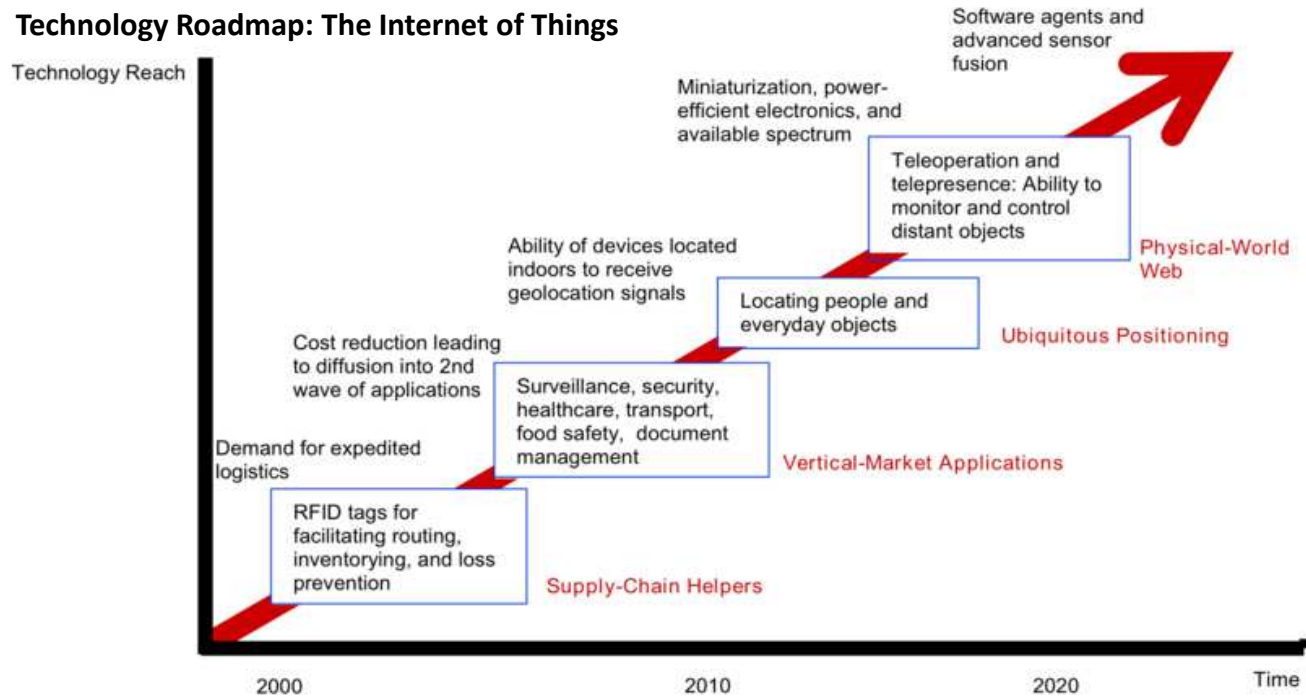 Technology Roadmap: The Internet of Things
Technology Reach
Software agents and
advanced sensor
fusion
Miniaturization, power-
efficient electronics, and
available spectrum
Teleoperation and
telepresence: Ability to
monitor and control
distant objects
Physical-World
Web
Ability of devices located
indoors to receive
geolocation signals
Locating people and
everyday objects
Ubiquitous Positioning
Cost reduction leading
to diffusion into 2nd
wave of applications
Surveillance, security,
healthcare, transport,
food safety, document
management
Vertical-Market Applications
Demand for expedited
logistics
RFID tags for
facilitating routing,
inventorying, and loss
prevention
Supply-Chain Helpers
2000
2010
2020
Time